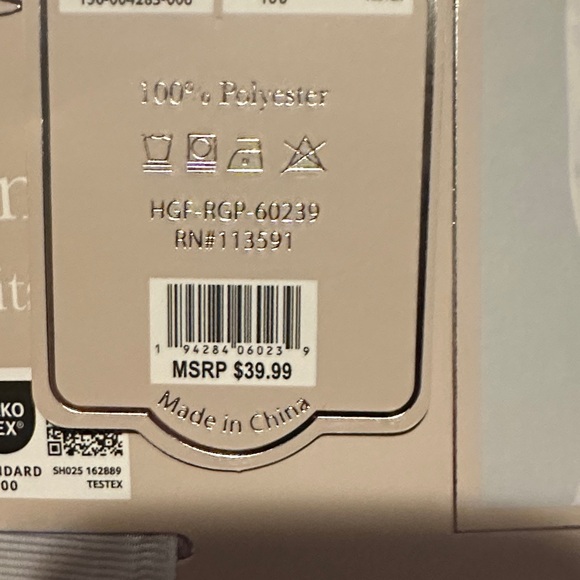 100% Polyester
HGF-RGP-60239
RN#113591
1 94284 06023 9
MSRP $39.99
Made in China
SH025 162889
TESTEX